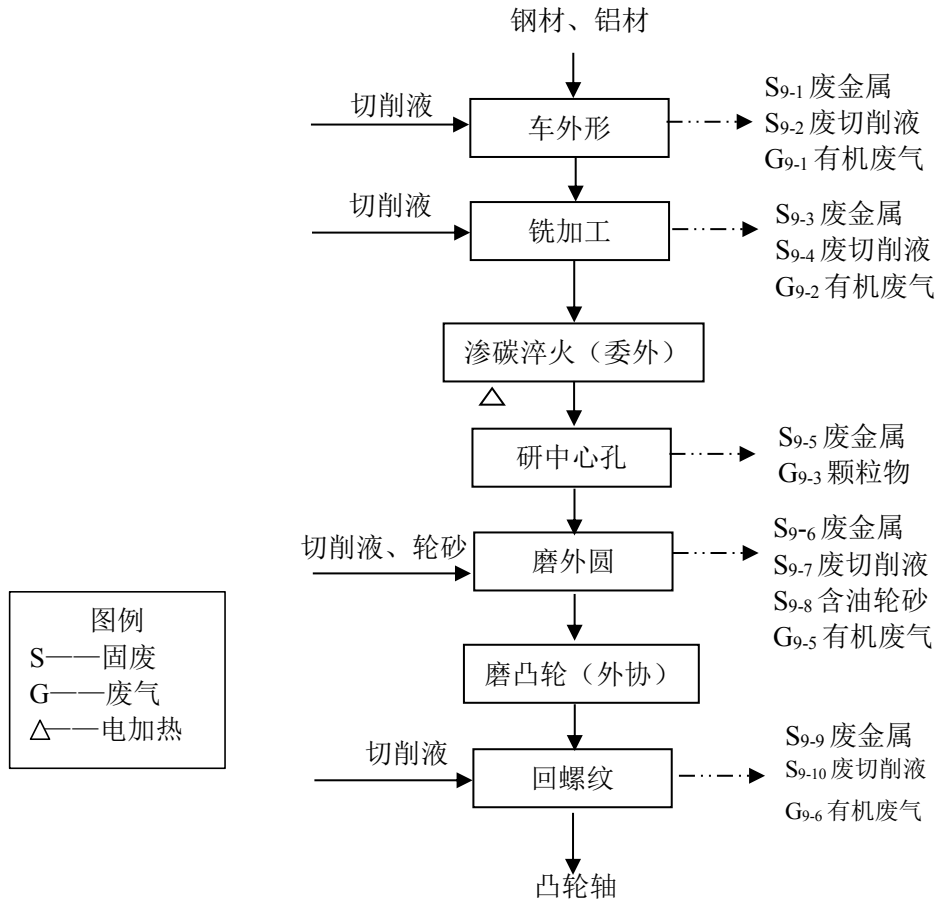 钢材、铝材
切削液
车外形
S9-1 废金属
S9-2 废切削液
G9-1 有机废气
切削液
铣加工
S9-3 废金属
S9-4 废切削液
G9-2 有机废气
渗碳淬火（委外）
研中心孔
S9-5 废金属
G9-3 颗粒物
切削液、轮砂
磨外圆
S9-6 废金属
S9-7 废切削液
S9-8 含油轮砂
G9-5 有机废气
图例
S——固废
G——废气
△——电加热
磨凸轮（外协）
切削液
回螺纹
S9-9 废金属
S9-10 废切削液
G9-6 有机废气
凸轮轴